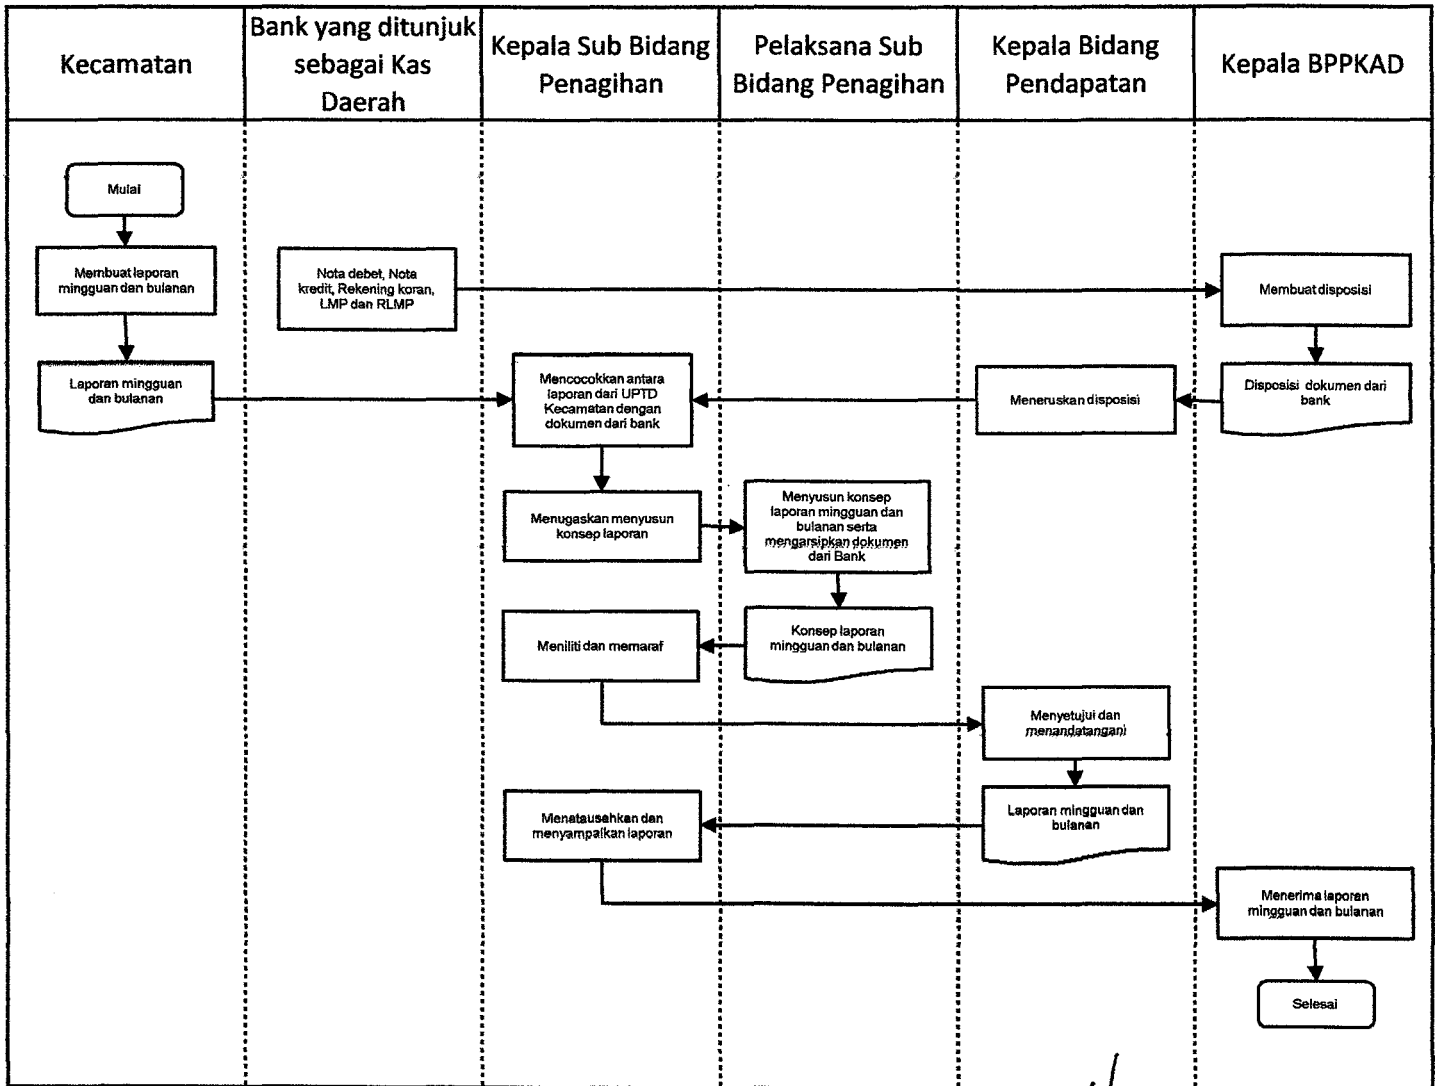 Kecamatan
Bank yang ditunjuk
sebagai Kas
Daerah
Kepala Sub Bidang
Penagihan
Pelaksana Sub
Bidang Penagihan
Kepala Bidang
Pendapatan
Kepala BPPKAD
Mulai
Membuat laporan
mingguan dan bulanan
Nota debet, Nota
kredit, Rekening koran,
LMP dan RLMP
Membuat disposisi
Laporan mingguan
dan bulanan
Mencocokkan antara
laporan dari UPTD
Kecamatan dengan
dokumen dari bank
Meneruskan disposisi
Disposisi dokumen dari
bank
Menugaskan menyusun
konsep laporan
Menyusun konsep
laporan mingguan dan
bulanan serta
mengarsipkan dokumen
dari Bank
Meniliti dan memaraf
Konsep laporan
mingguan dan bulanan
Menyetujui dan
menandatangani
Menatausahkan dan
menyampaikan laporan
Laporan mingguan dan
bulanan
Menerima laporan
mingguan dan bulanan
Selesai